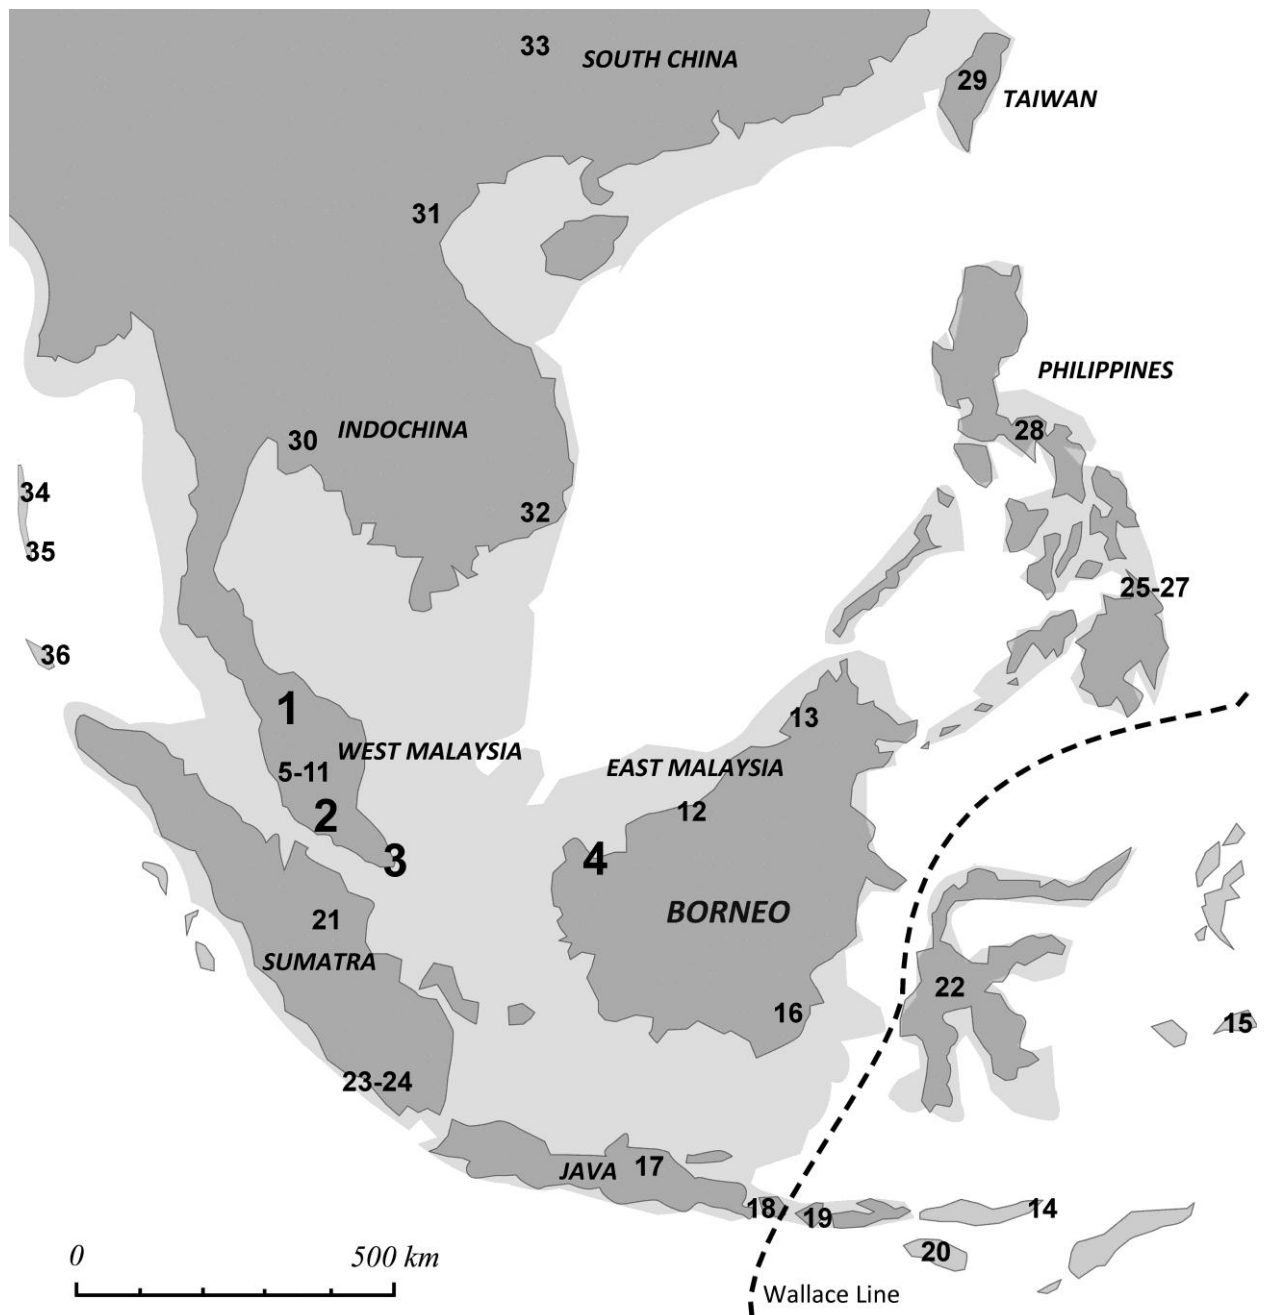 33
SOUTH CHINA
29
TAIWAN
31
PHILIPPINES
30
INDOCHINA
28
34
32
35
25-27
36
1
13
WEST MALAYSIA
5-11
EAST MALAYSIA
2
12
3
4
BORNEO
21
SUMATRA
22
16
15
23-24
JAVA
17
18
19
14
20
0
500 km
Wallace Line